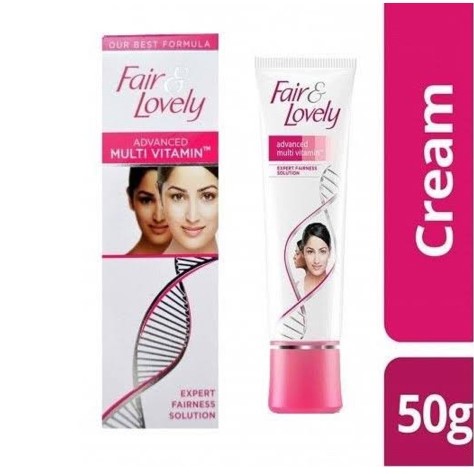 OUR BEST FORMULA
Fair &
Lovely
ADVANCED
MULTI VITAMIN™
EXPERT
FAIRNESS
SOLUTION
Fair &
Lovely
advanced
multi vitamin™
EXPERT FAIRNESS
SOLUTION
Cream
50g